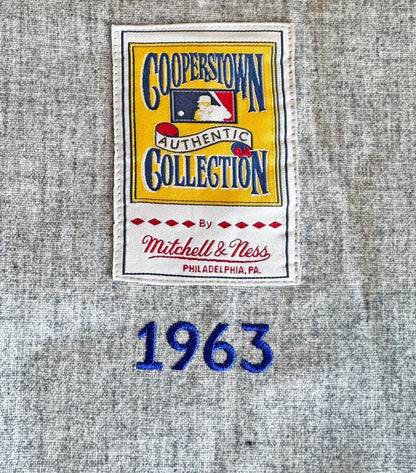 COOPERSTOWN
AUTHENTIC
COLLECTION
By
Mitchell & Ness
PHILADELPHIA, PA.
1963